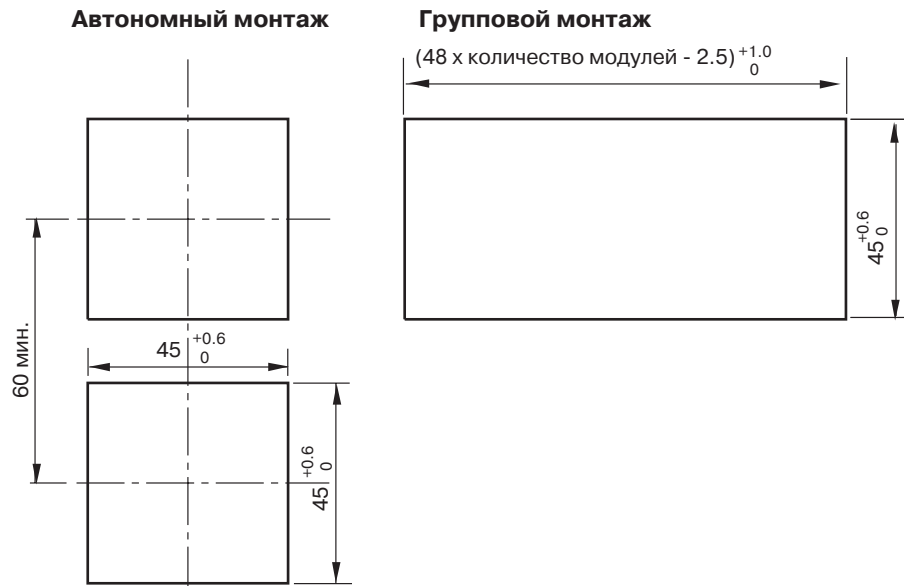 Автономный монтаж
Групповой монтаж
(48 x количество модулей - 2.5) +1.0 0
45 +0.6 0
60 мин.
45 +0.6 0
45 +0.6 0